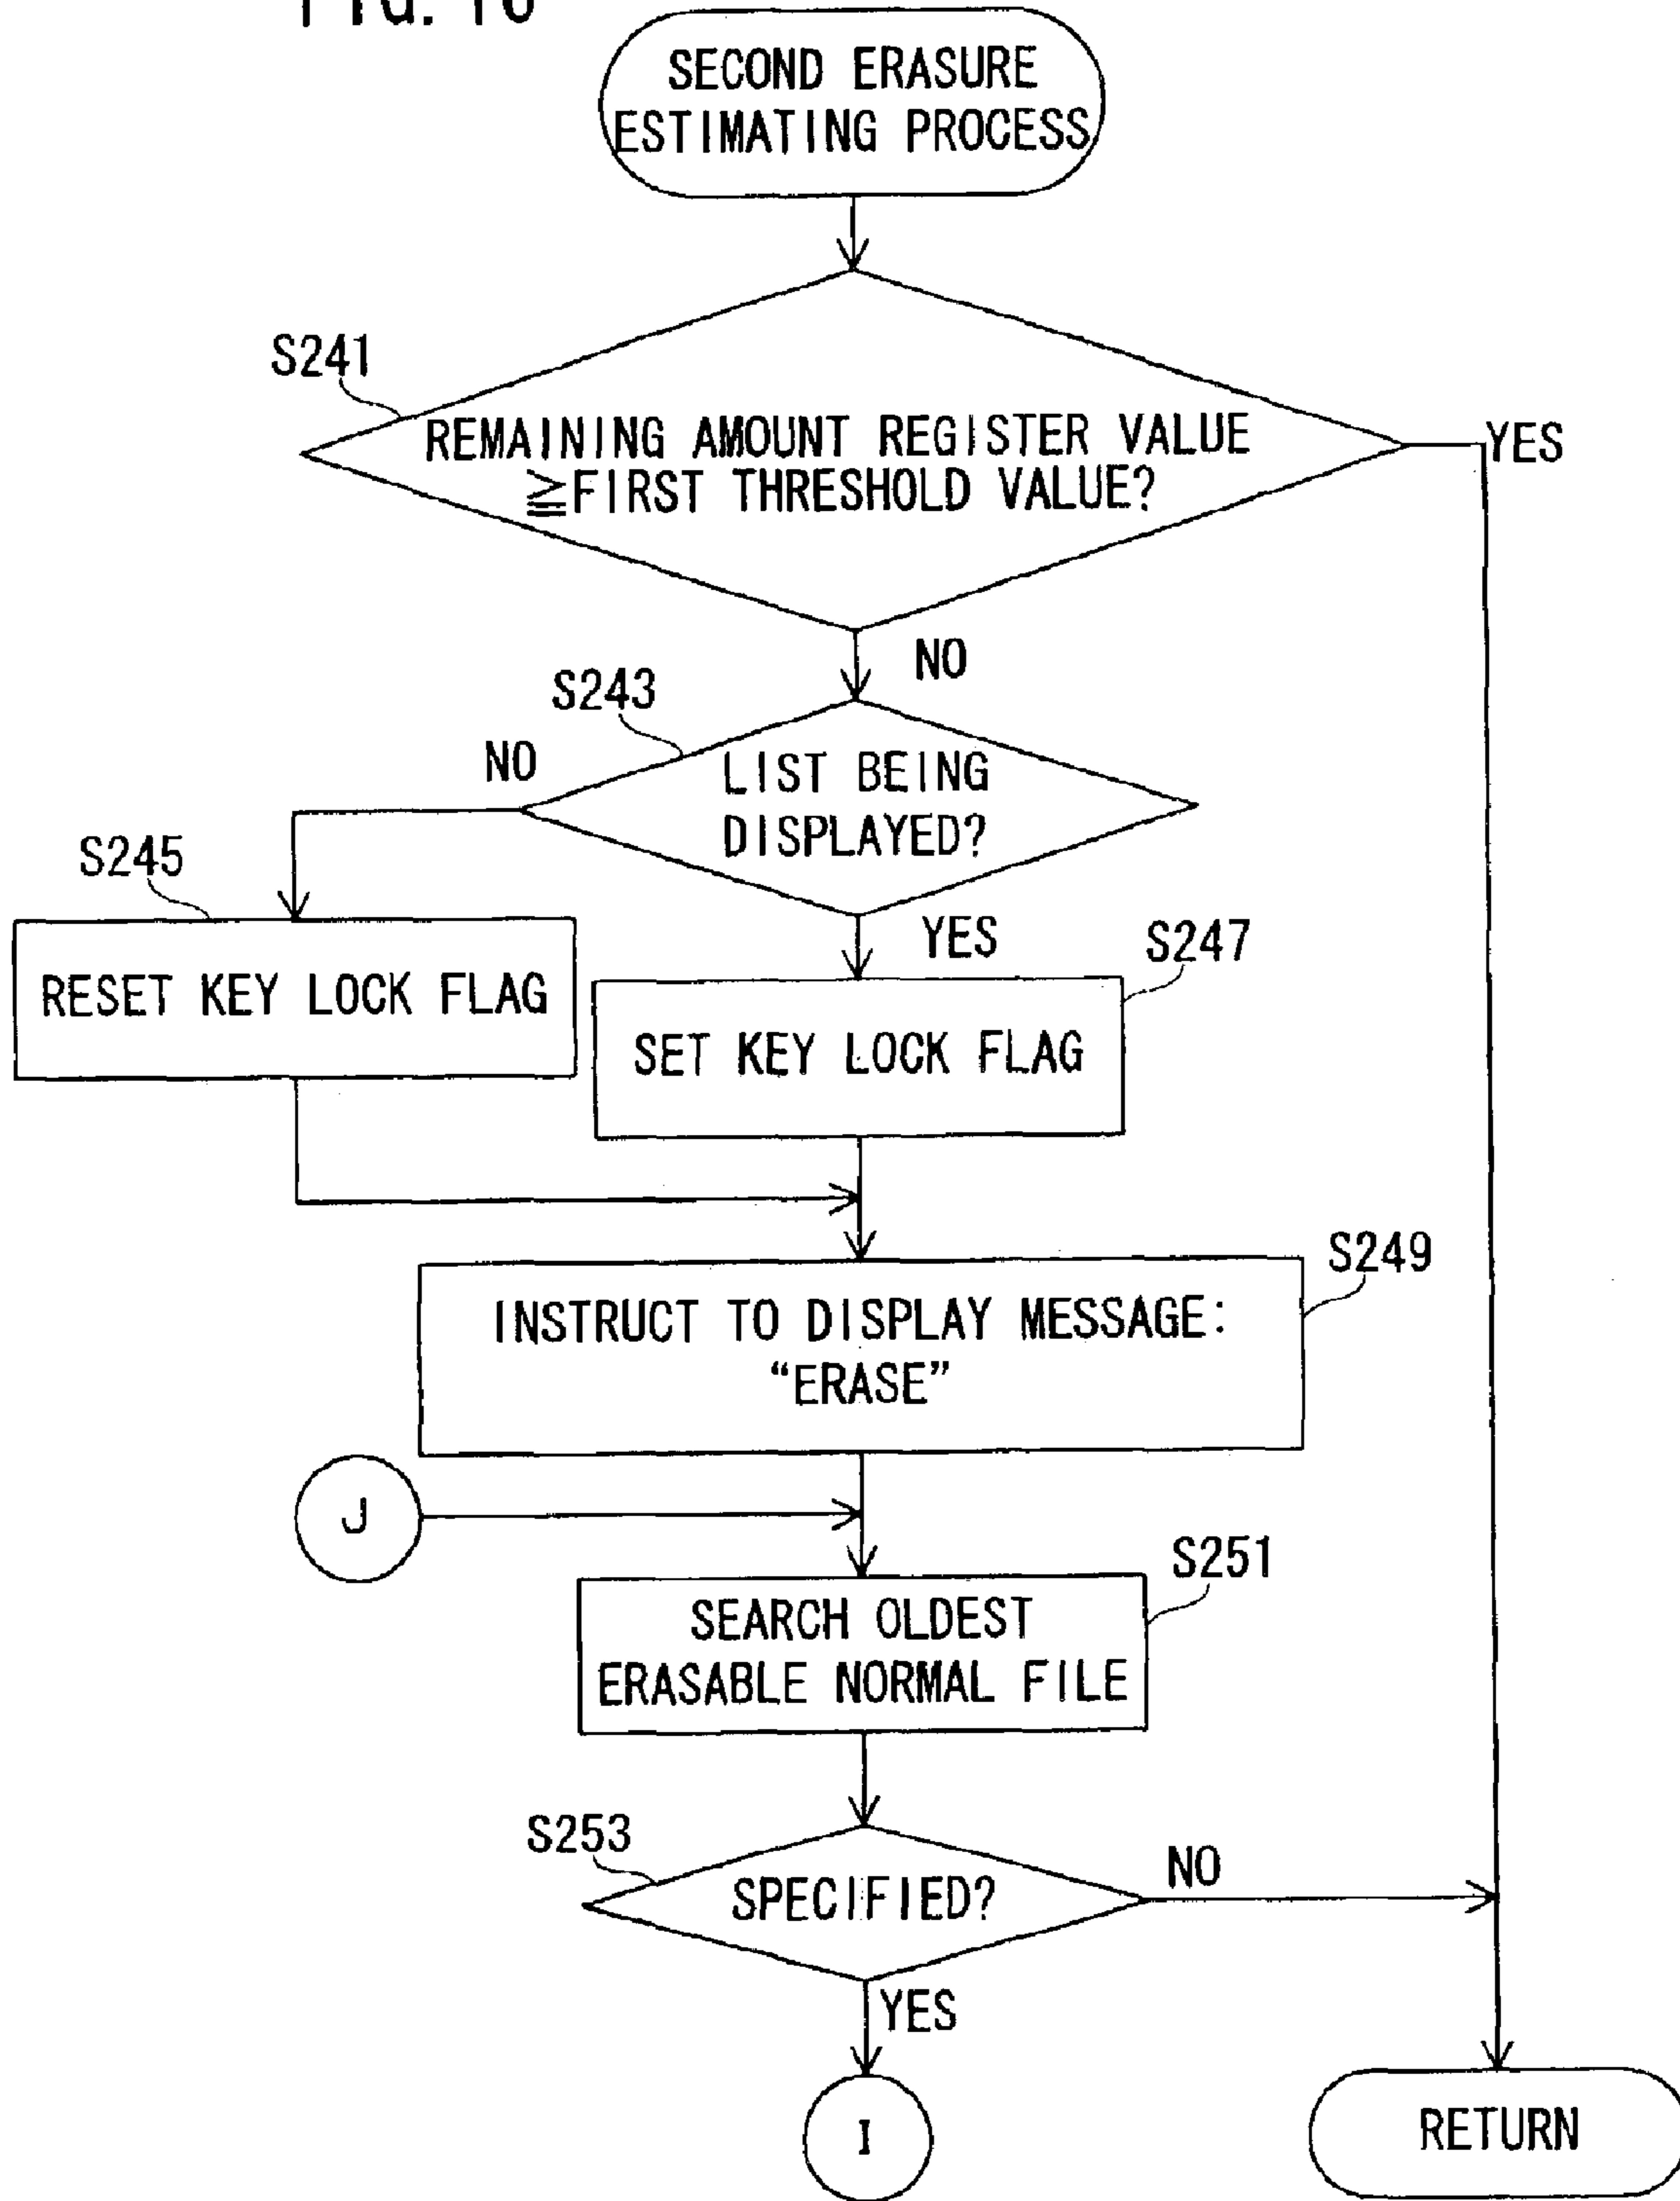 SECOND ERASURE
ESTIMATING PROCESS
S241
REMAINING AMOUNT REGISTER VALUE
≧FIRST THRESHOLD VALUE?
YES
NO
S243
LIST BEING
DISPLAYED?
NO
YES
S245
RESET KEY LOCK FLAG
S247
SET KEY LOCK FLAG
S249
INSTRUCT TO DISPLAY MESSAGE:
“ERASE”
J
S251
SEARCH OLDEST
ERASABLE NORMAL FILE
S253
SPECIFIED?
NO
YES
I
RETURN